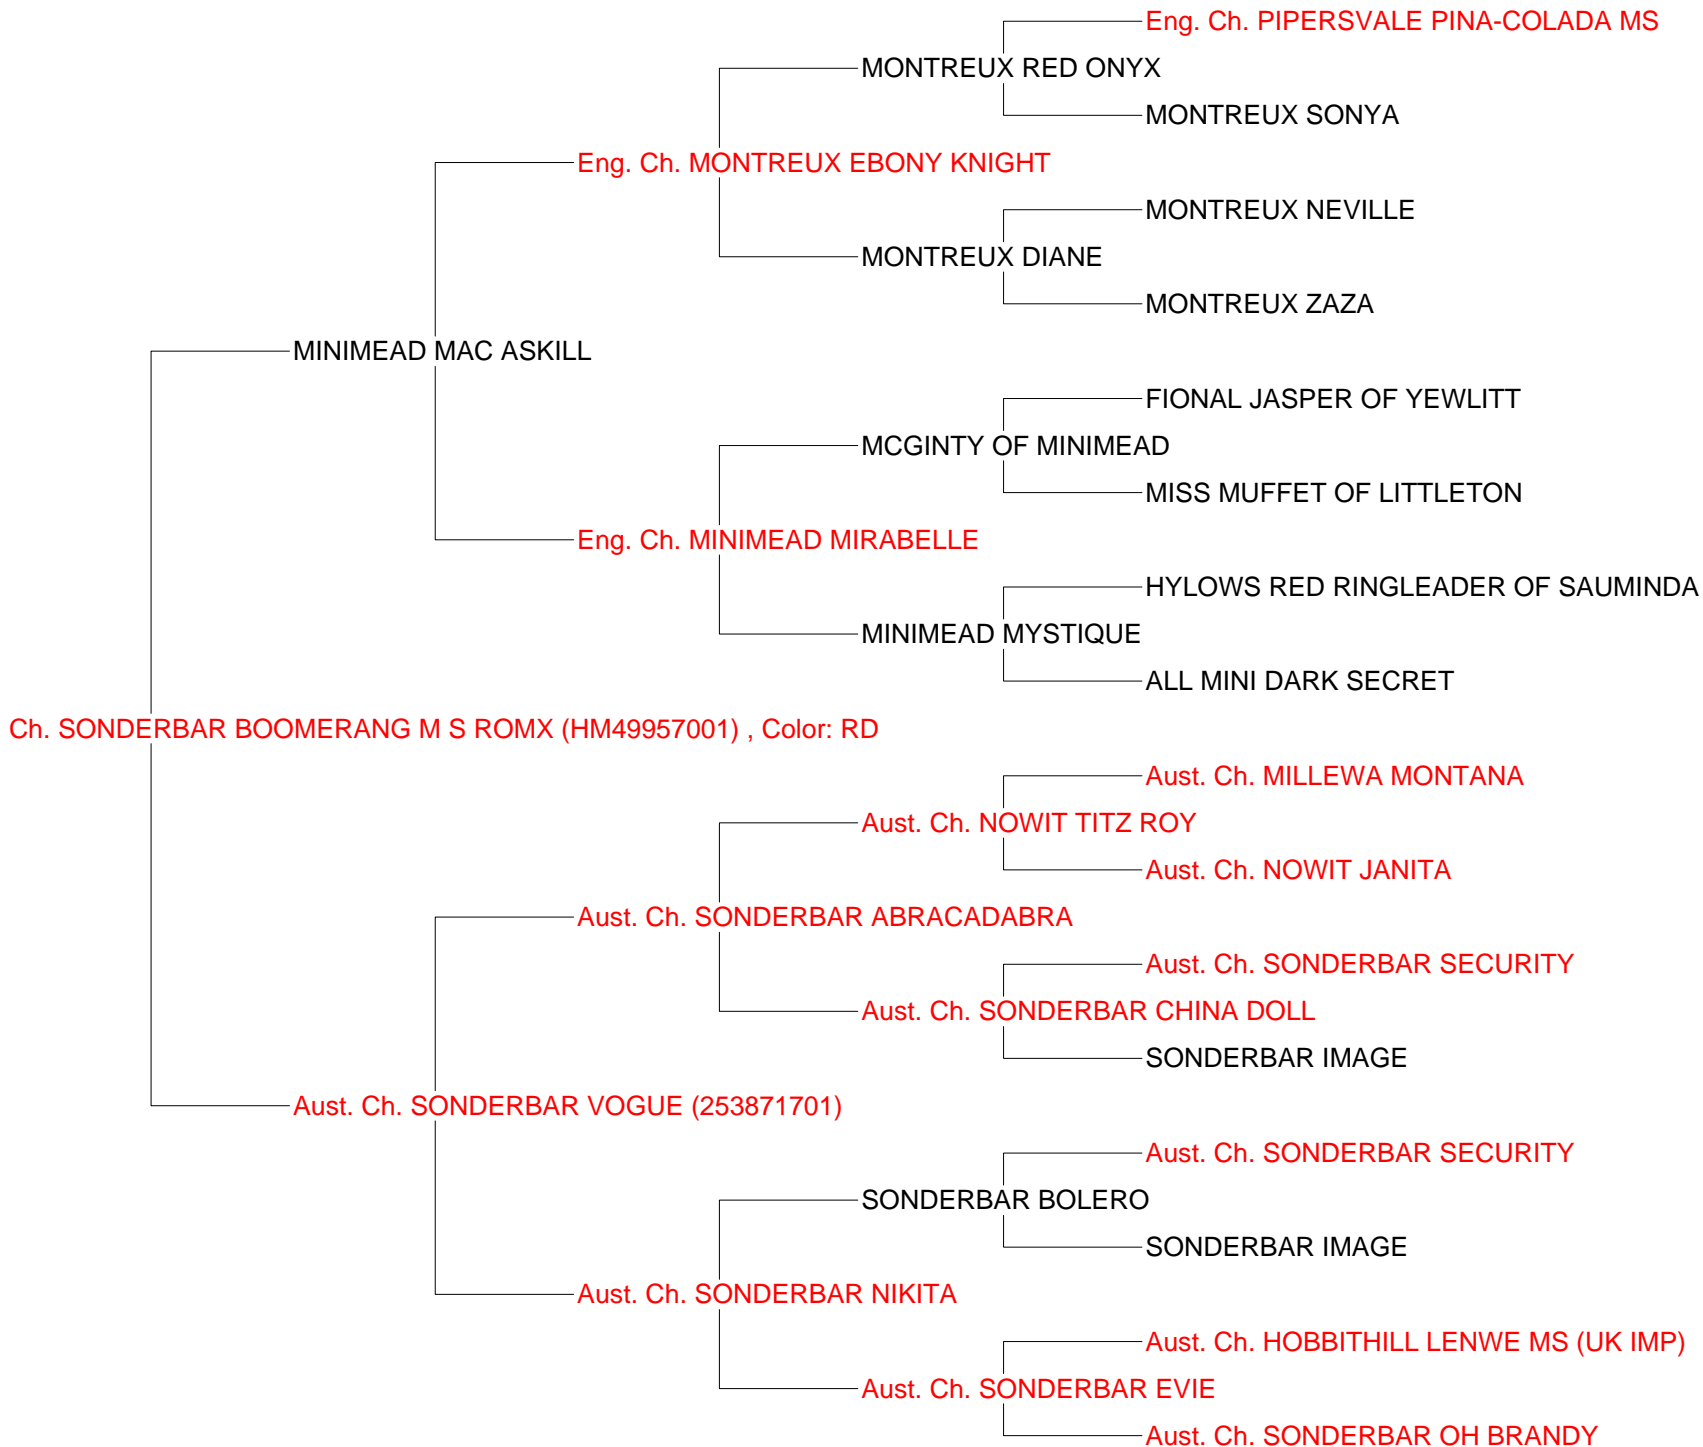 Eng. Ch. PIPERSVALE PINA-COLADA MS
MONTREUX RED ONYX
MONTREUX SONYA
Eng. Ch. MONTREUX EBONY KNIGHT
MONTREUX NEVILLE
MONTREUX DIANE
MONTREUX ZAZA
MINIMEAD MAC ASKILL
FIONAL JASPER OF YEWLITT
MCGINTY OF MINIMEAD
MISS MUFFET OF LITTLETON
Eng. Ch. MINIMEAD MIRABELLE
HYLOWS RED RINGLEADER OF SAUMINDA
MINIMEAD MYSTIQUE
ALL MINI DARK SECRET
Ch. SONDERBAR BOOMERANG M S ROMX (HM49957001) , Color: RD
Aust. Ch. MILLEWA MONTANA
Aust. Ch. NOWIT TITZ ROY
Aust. Ch. NOWIT JANITA
Aust. Ch. SONDERBAR ABRACADABRA
Aust. Ch. SONDERBAR SECURITY
Aust. Ch. SONDERBAR CHINA DOLL
SONDERBAR IMAGE
Aust. Ch. SONDERBAR VOGUE (253871701)
Aust. Ch. SONDERBAR SECURITY
SONDERBAR BOLERO
SONDERBAR IMAGE
Aust. Ch. SONDERBAR NIKITA
Aust. Ch. HOBBITHILL LENWE MS (UK IMP)
Aust. Ch. SONDERBAR EVIE
Aust. Ch. SONDERBAR OH BRANDY